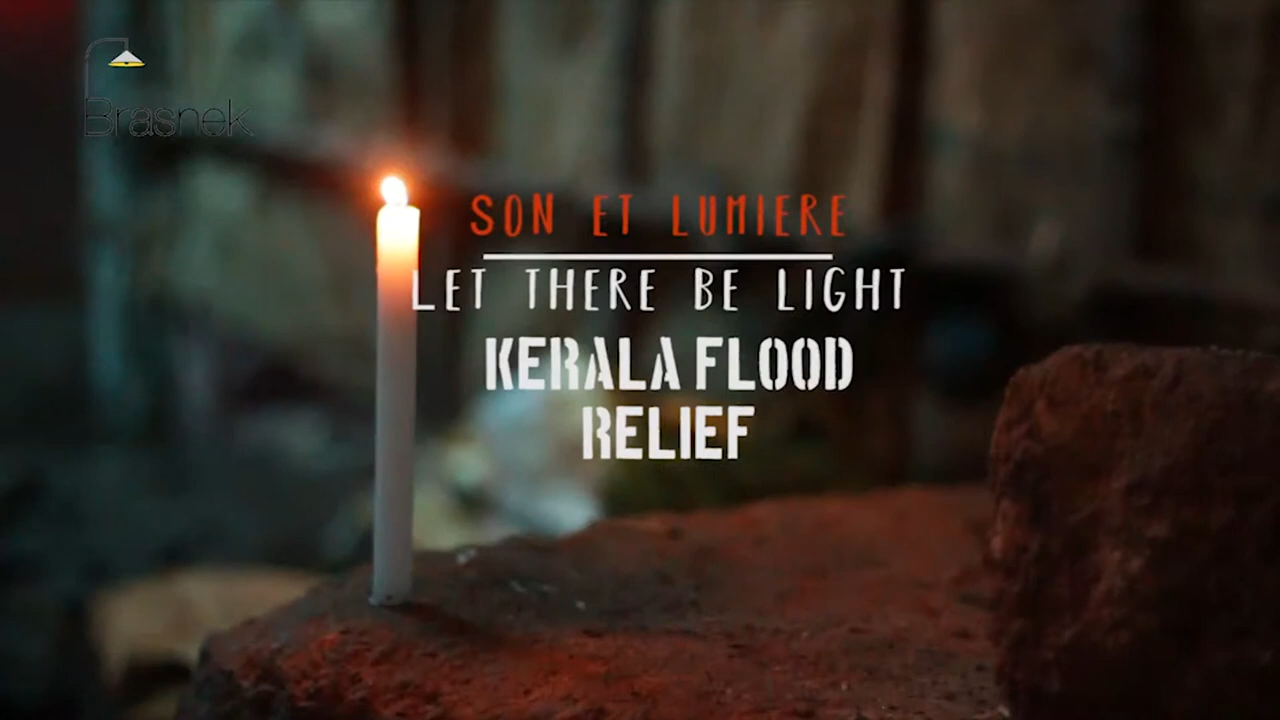 Brasnek
SON ET LUMIERE
LET THERE BE LIGHT
KERALA FLOOD
RELIEF